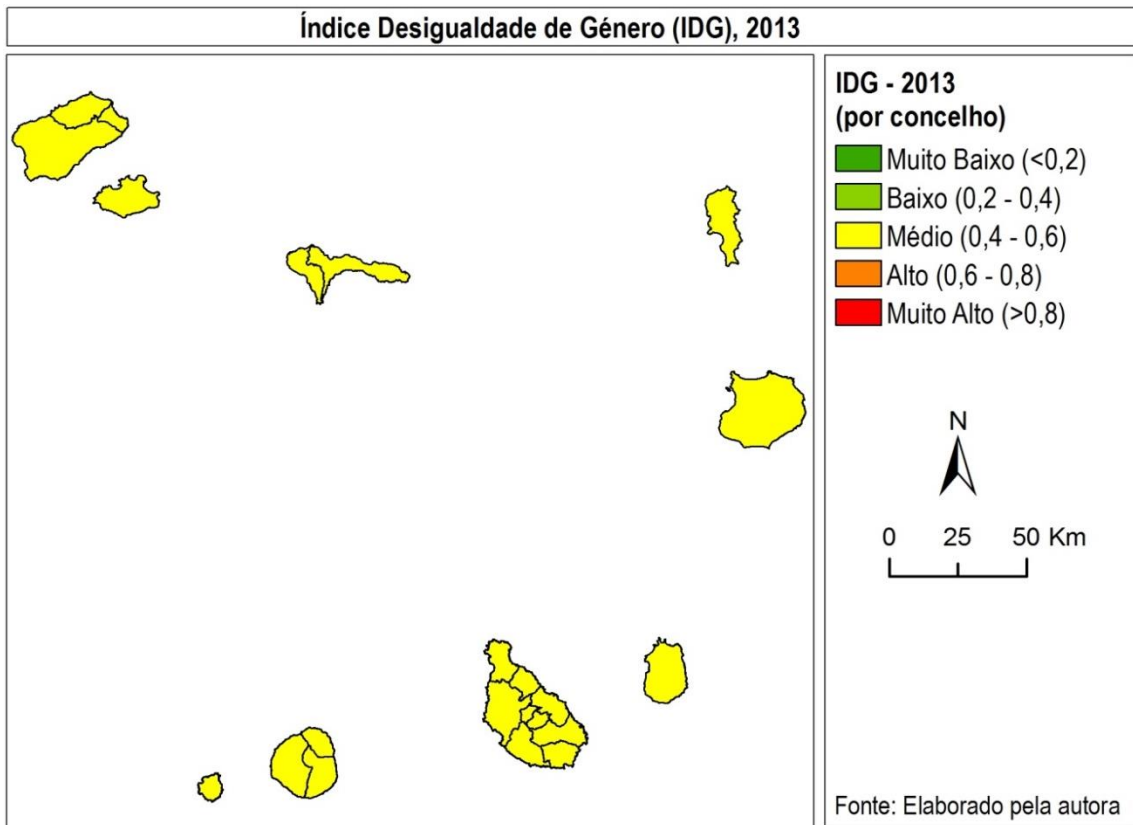 Índice Desigualdade de Género (IDG), 2013
IDG - 2013
(por concelho)
Muito Baixo (<0,2)
Baixo (0,2 - 0,4)
Médio (0,4 - 0,6)
Alto (0,6 - 0,8)
Muito Alto (>0,8)
N
0 25 50 Km
Fonte: Elaborado pela autora